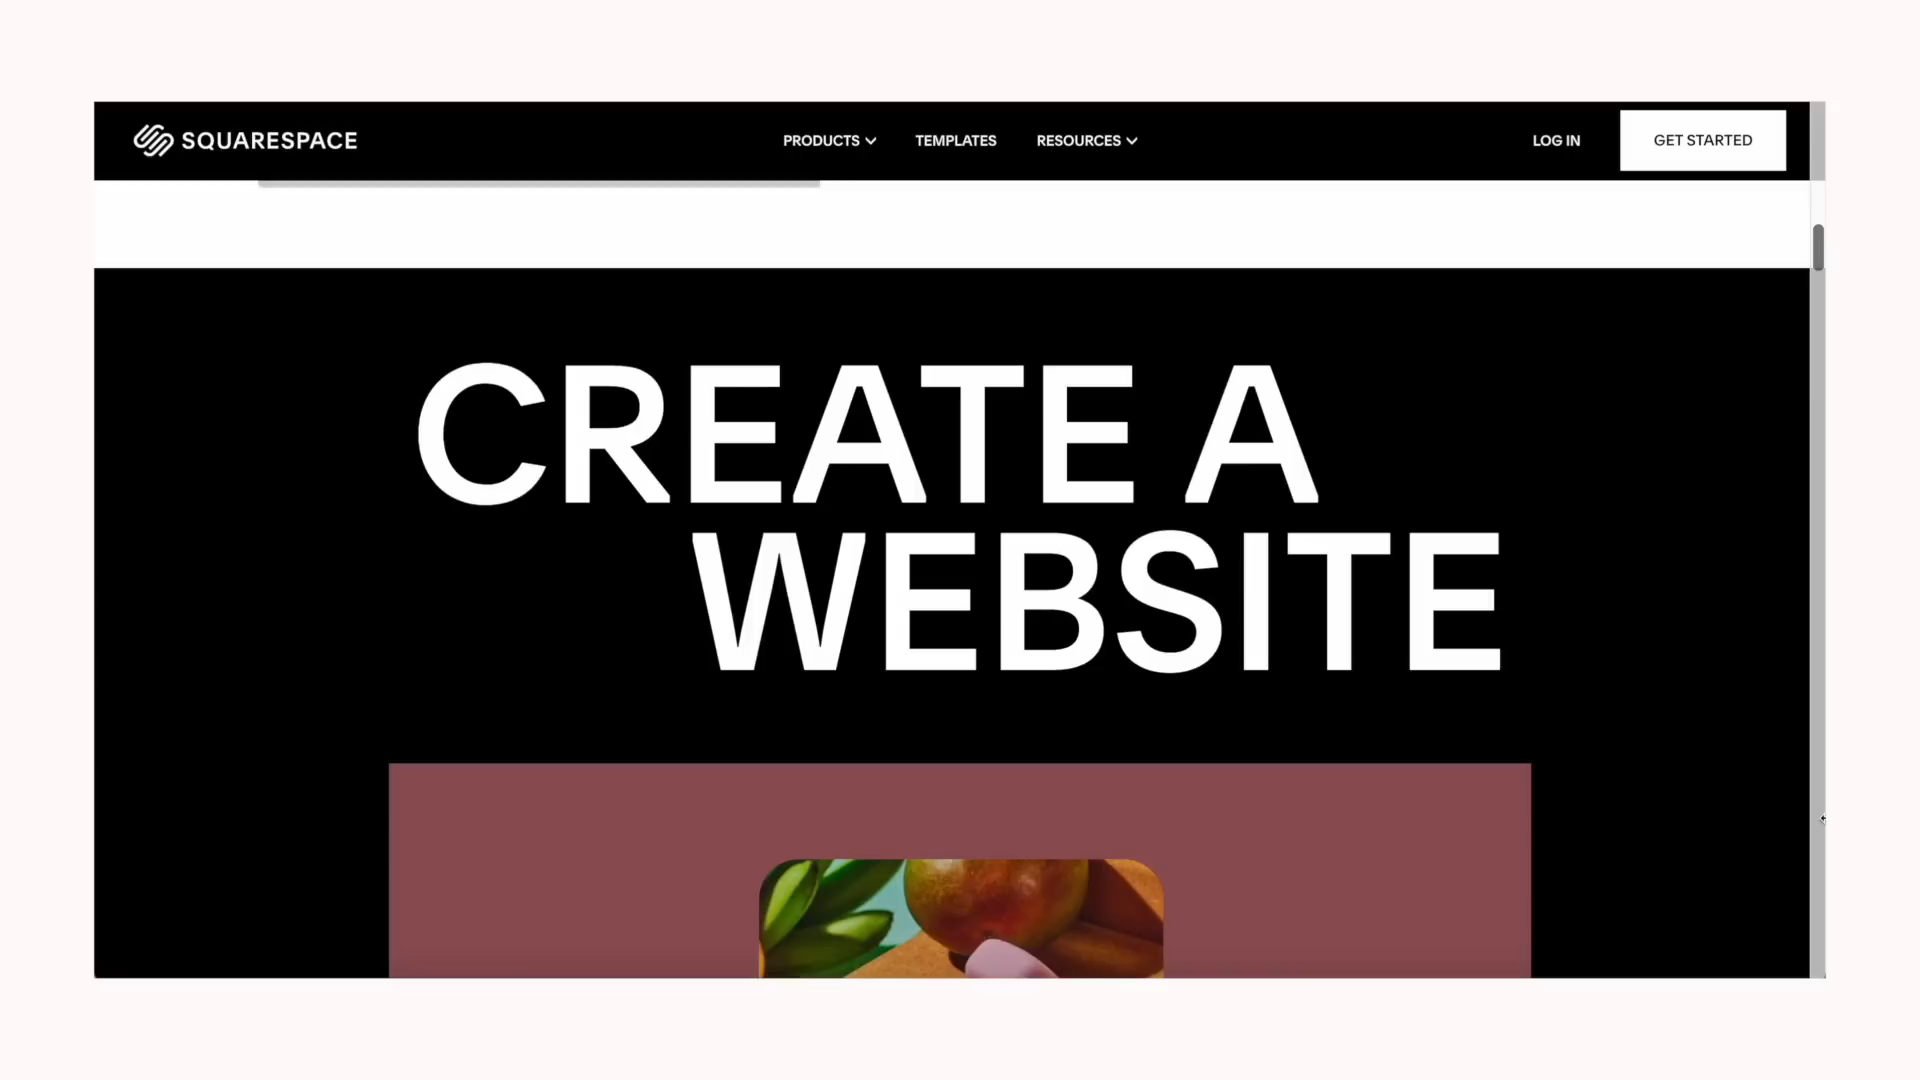 SQUARESPACE
PRODUCTS TEMPLATES RESOURCES
LOG IN
GET STARTED
CREATE A
WEBSITE